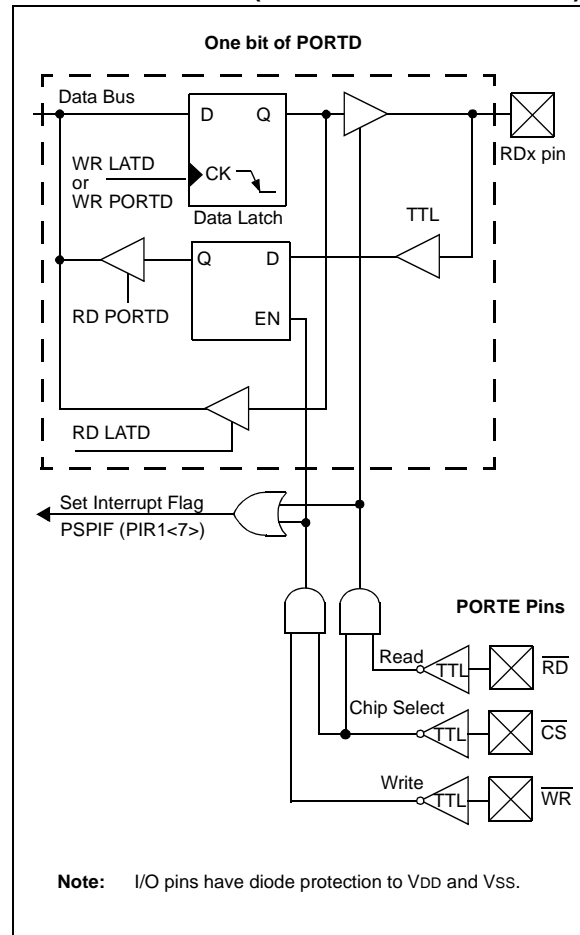 One bit of PORTD
Data Bus
D Q
WR LATD
or
WR PORTD
CK
Data Latch
RDx pin
TTL
Q D
EN
RD PORTD
RD LATD
Set Interrupt Flag
PSPIF (PIR1<7>)
PORTE Pins
Read
TTL
RD
Chip Select
TTL
CS
Write
TTL
WR
Note: I/O pins have diode protection to VDD and VSS.